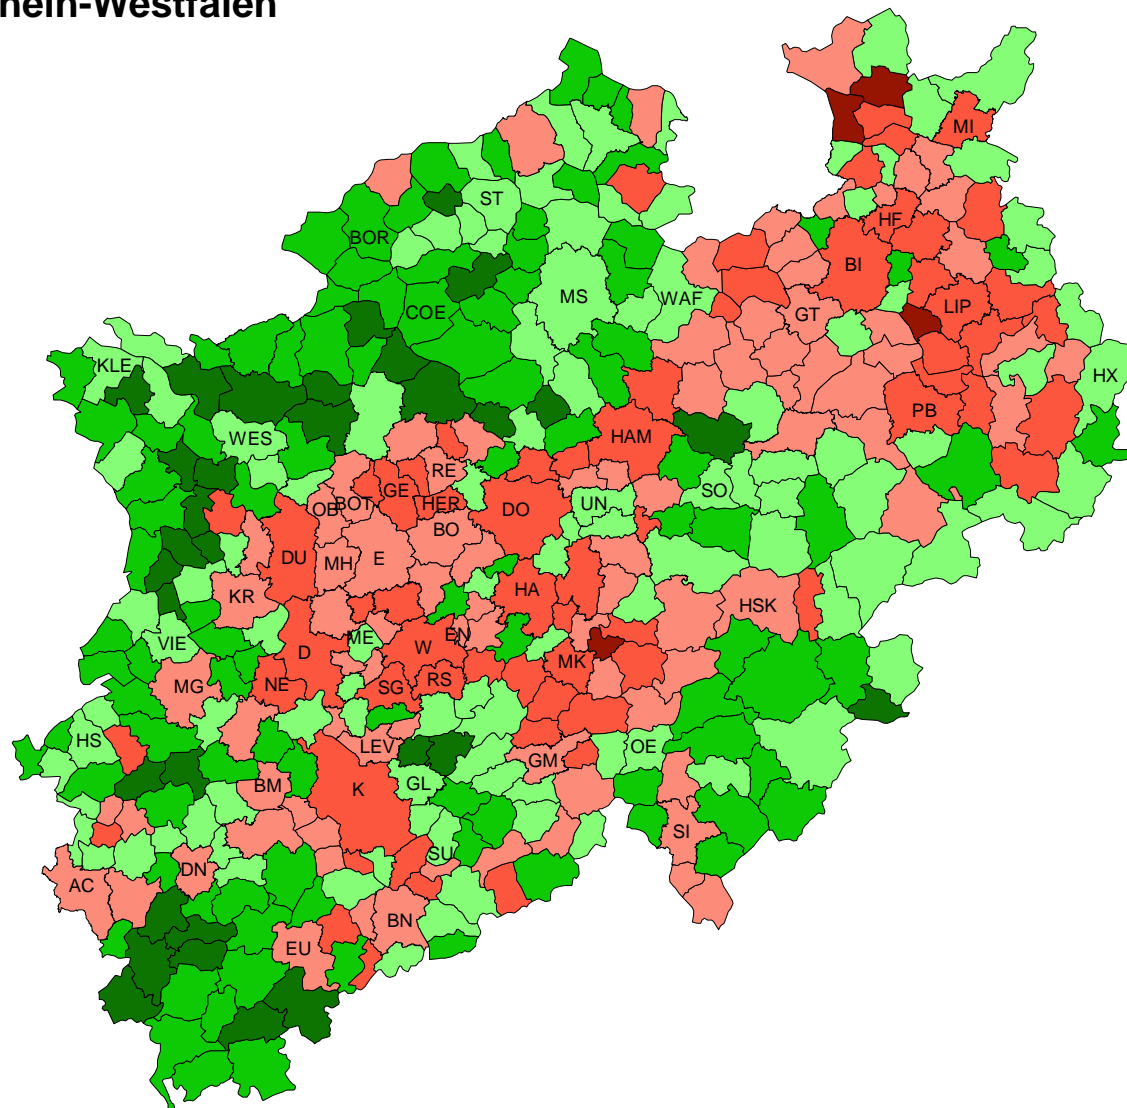 hein-Westfalen
MI
ST
HF
BOR
BI
MS
WAF
LIP
COE
GT
KLE
HX
PB
WES
HAM
RE
GE
SO
BOT
HER
UN
OB
DO
BO
DU
MH
E
HA
KR
HSK
EN
ME
VIE
W
D
MK
RS
NE
SG
MG
HS
LEV
OE
GM
BM
GL
K
SI
SU
DN
AC
BN
EU